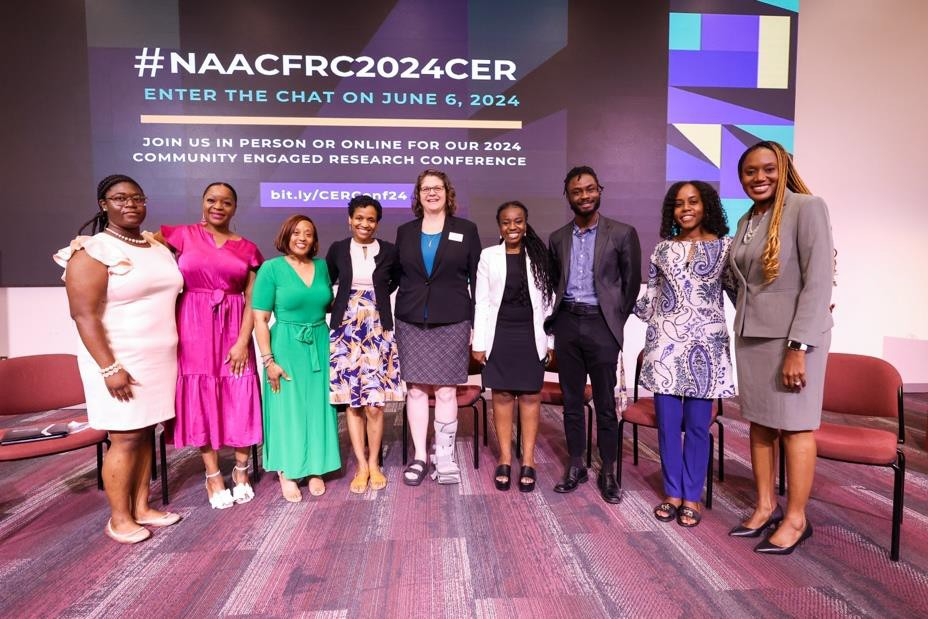 #NAACFRC2024CER
ENTER THE CHAT ON JUNE 6, 2024
JOIN US IN PERSON OR ONLINE FOR OUR 2024
COMMUNITY ENGAGED RESEARCH CONFERENCE
bit.ly/CERConf24